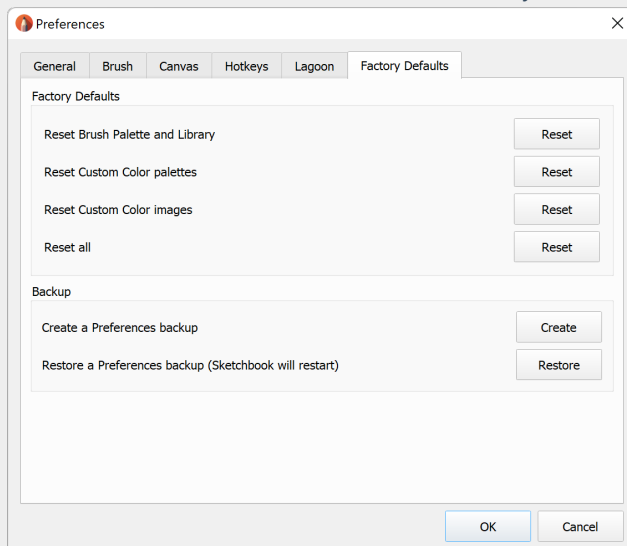 Preferences
General Brush Canvas Hotkeys Lagoon Factory Defaults
Factory Defaults
Reset Brush Palette and Library Reset
Reset Custom Color palettes Reset
Reset Custom Color images Reset
Reset all Reset
Backup
Create a Preferences backup Create
Restore a Preferences backup (Sketchbook will restart) Restore
OK Cancel